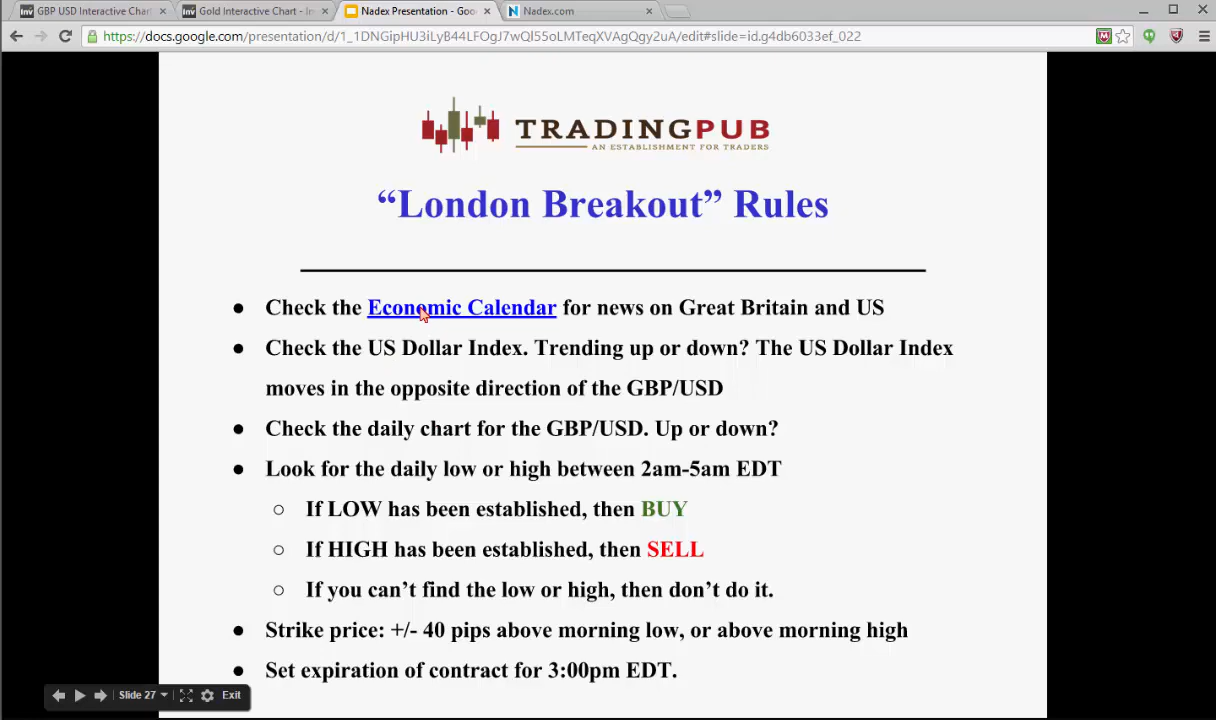 GBP USD Interactive Chart
Gold Interactive Chart - In
Nadex Presentation - Goo
Nadex.com
https://docs.google.com/presentation/d/1_1DNGipHU3iLyB44LFOgJ7wQl55oLMTeqXVAgQgy2uA/edit#slide=id.g4db6033ef_022
TRADINGPUB
AN ESTABLISHMENT FOR TRADERS
“London Breakout” Rules
● Check the Economic Calendar for news on Great Britain and US
● Check the US Dollar Index. Trending up or down? The US Dollar Index
moves in the opposite direction of the GBP/USD
● Check the daily chart for the GBP/USD. Up or down?
● Look for the daily low or high between 2am-5am EDT
○ If LOW has been established, then BUY
○ If HIGH has been established, then SELL
○ If you can’t find the low or high, then don’t do it.
● Strike price: +/- 40 pips above morning low, or above morning high
● Set expiration of contract for 3:00pm EDT.
Slide 27
Exit